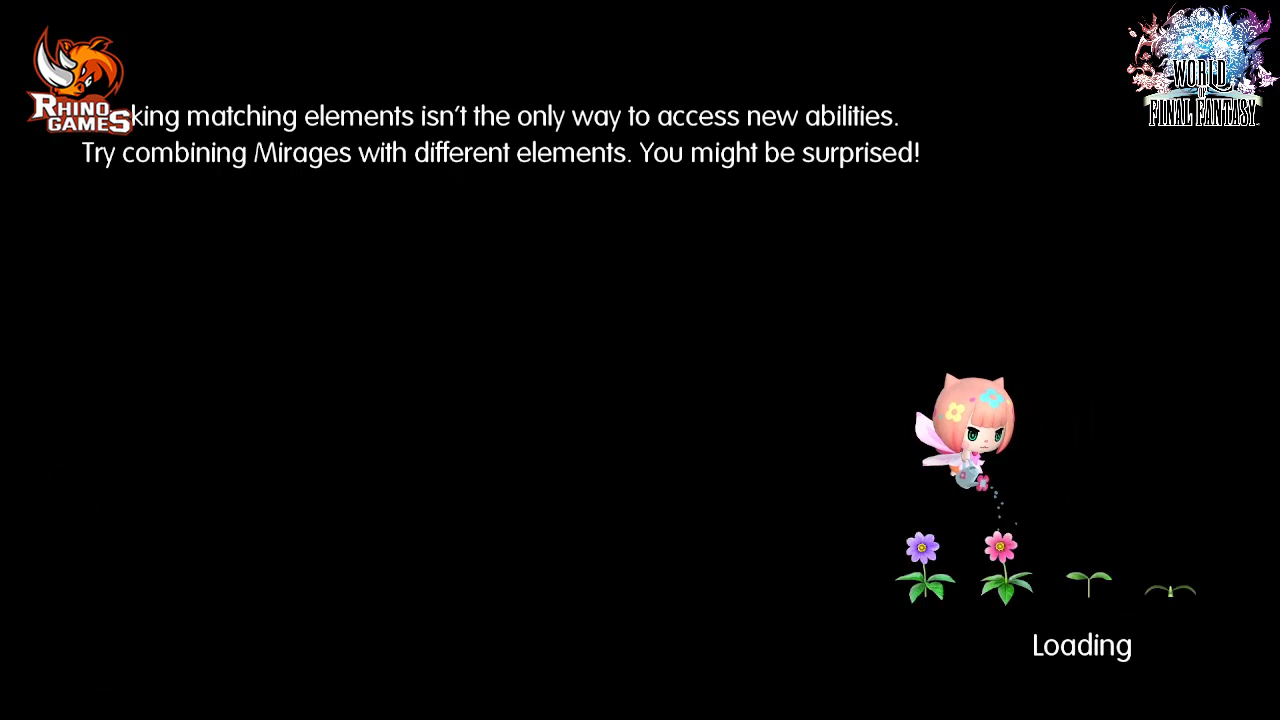 RHINO
GAMES
WORLD
OF
FINAL FANTASY
king matching elements isn't the only way to access new abilities.
Try combining Mirages with different elements. You might be surprised!
Loading